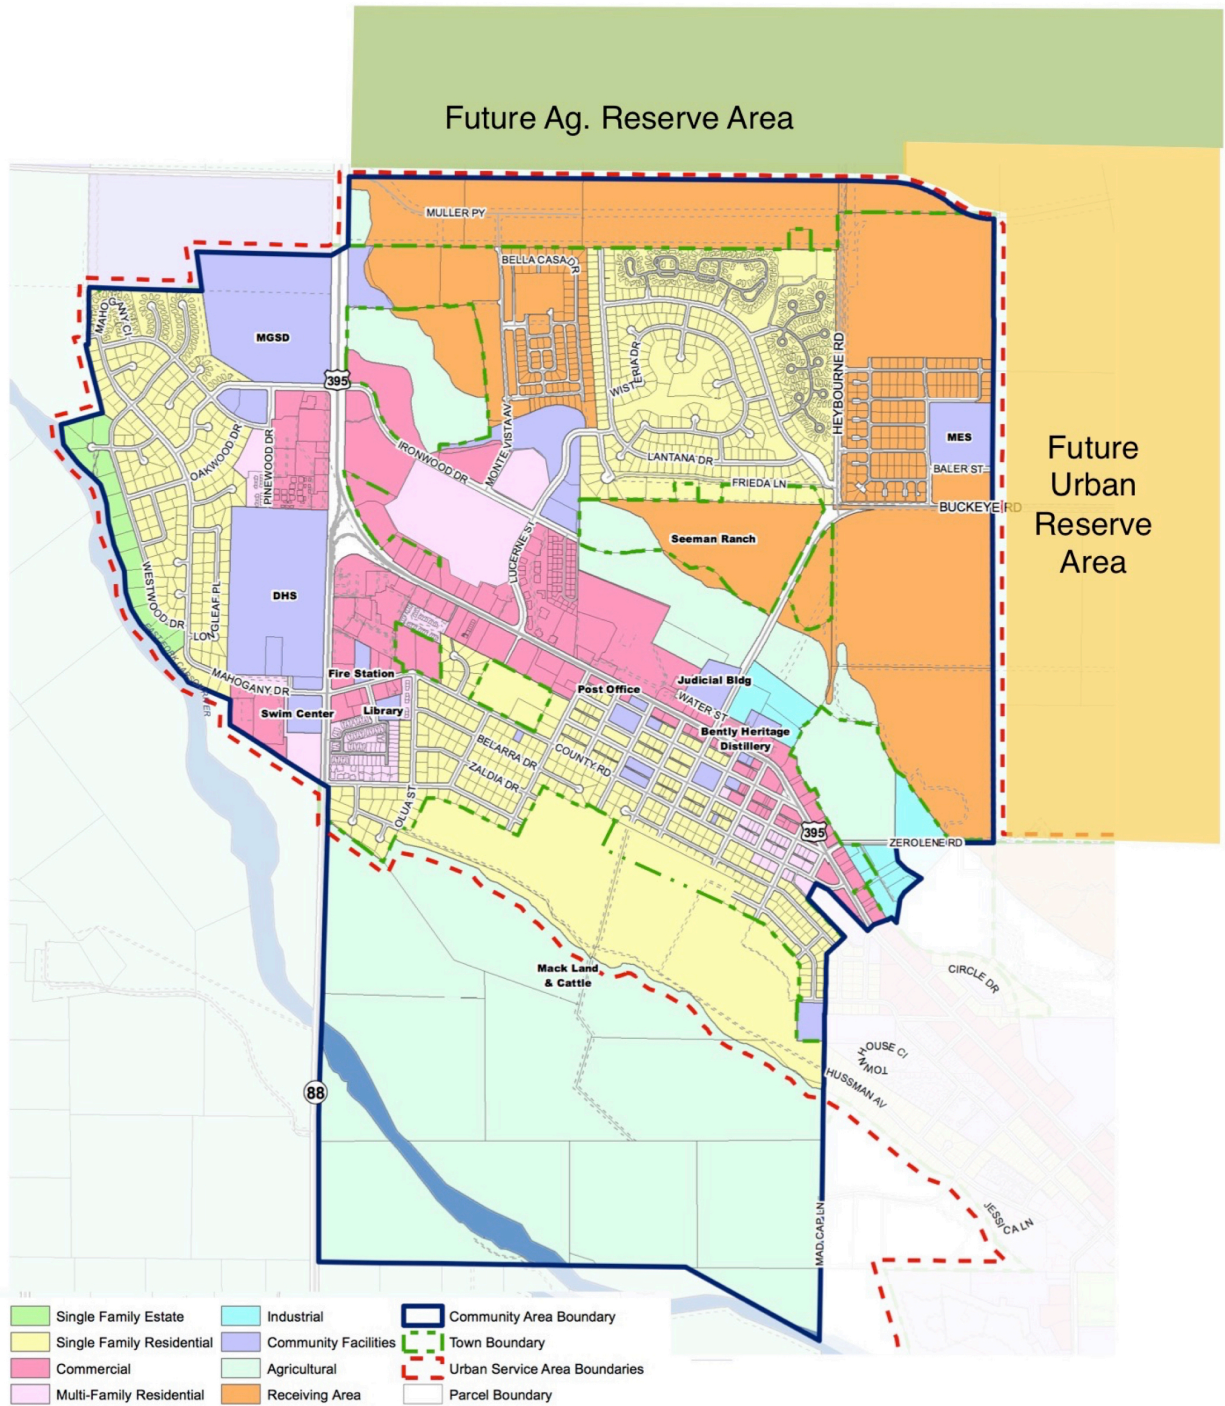 Future Ag. Reserve Area
MULLER PY
BELLA CASA DR
MAHOGANY CI
MGSD
395
WISTERIA DR
HEYBOURNE RD
MONTE VISTA AV
OAKWOOD DR
PINEWOOD DR
IRONWOOD DR
LANTANA DR
FRIEDA LN
MES
BALER ST
BUCKEYE RD
Future
Urban
Reserve
Area
Seeman Ranch
LUCERNE ST
WESTWOOD DR
LONGLEAF PL
DHS
MAHOGANY DR
Fire Station
Swim Center
Library
Post Office
Judicial Bldg
WATER ST
Bently Heritage
Distillery
BELARRA DR
COUNTY RD
ZALDIA DR
OLUA ST
395
ZEROLENE RD
Mack Land
& Cattle
CIRCLE DR
TOWNHOUSE CI
HUSSMAN AV
88
MAD CAP LN
JESSICA LN
Single Family Estate
Single Family Residential
Commercial
Multi-Family Residential
Industrial
Community Facilities
Agricultural
Receiving Area
Community Area Boundary
Town Boundary
Urban Service Area Boundaries
Parcel Boundary